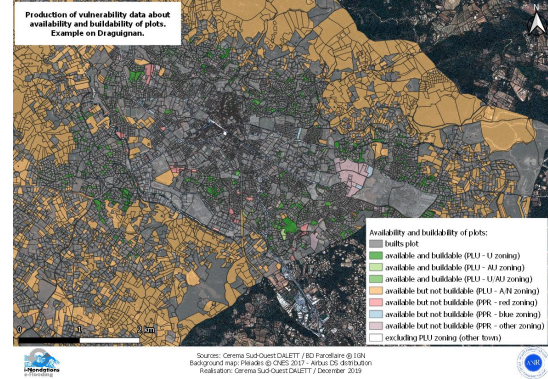 Production of vulnerability data about
availability and buildability of plots.
Example on Draguignan.
N
Availability and buildability of plots:
builts plot
available and buildable (PLU - U zoning)
available and buildable (PLU - AU zoning)
available and buildable (PLU - U/AU zoning)
available but not buildable (PLU - A/N zoning)
available but not buildable (PPR - red zoning)
available but not buildable (PPR - blue zoning)
available but not buildable (PPR - other zoning)
excluding PLU zoning (other town)
0 1 2 km
i-Nondations
e-Flooding
Sources: Cerema Sud-Ouest DALETT / BD Parcellaire @ IGN
Background map: Pleiades © CNES 2017 - Airbus DS distribution
Realisation: Cerema Sud-Ouest DALETT / December 2019
ANR